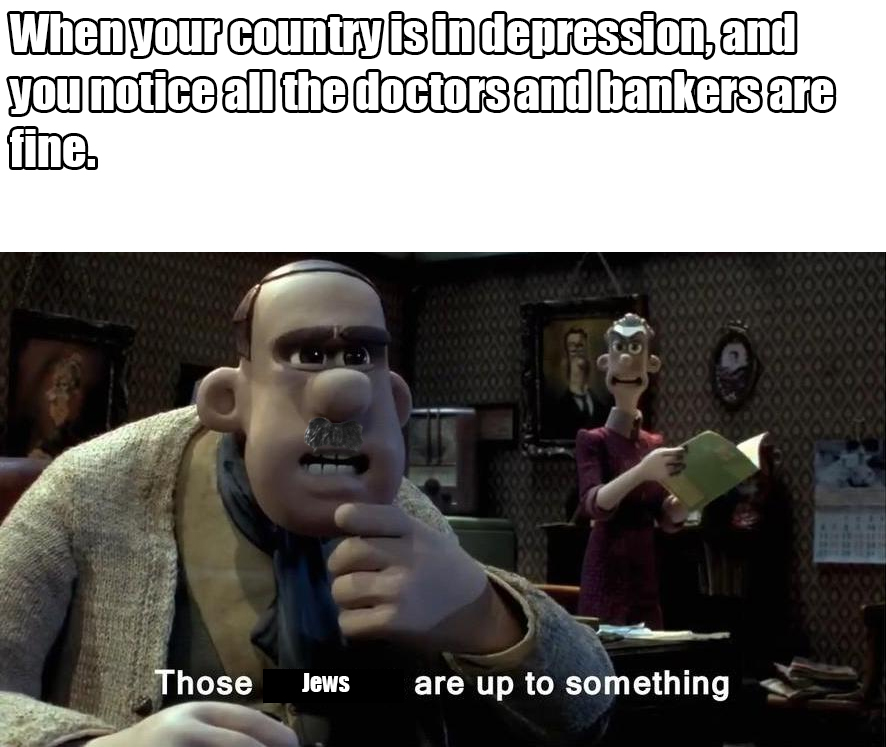 When your country is in depression, and
you notice all the doctors and bankers are
fine.
Those Jews are up to something